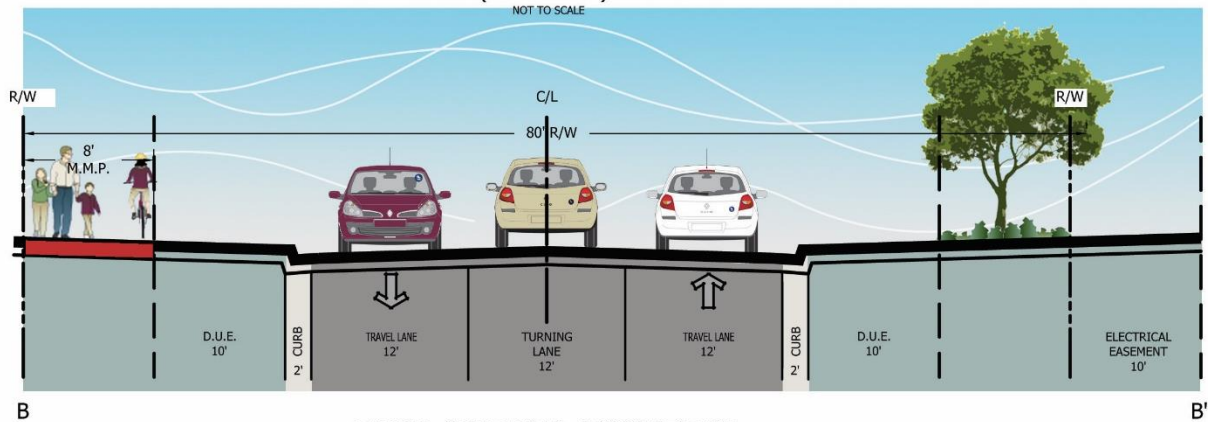 NOT TO SCALE
R/W
C/L
R/W
80' R/W
8'
M.M.P.
D.U.E.
10'
CURB
2'
TRAVEL LANE
12'
TURNING
LANE
12'
TRAVEL LANE
12'
CURB
2'
D.U.E.
10'
ELECTRICAL
EASEMENT
10'
B
B'